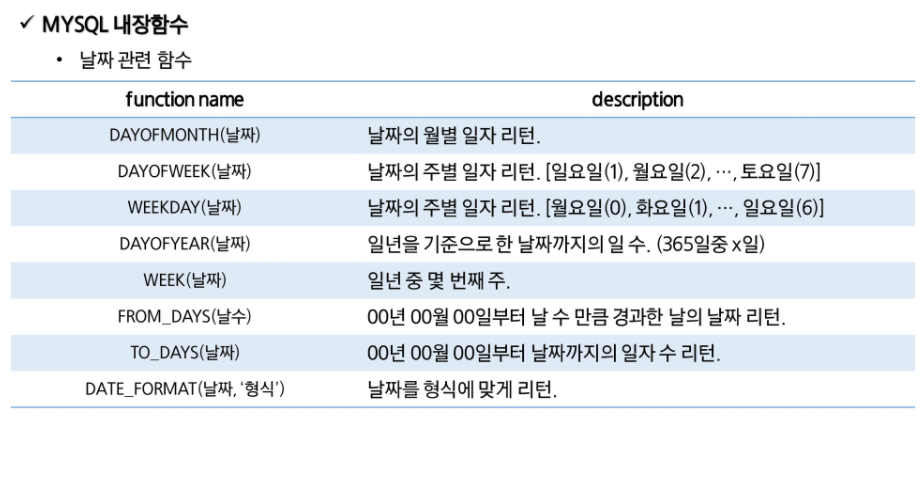 ✓ MYSQL 내장함수
• 날짜 관련 함수
function name description
DAYOFMONTH(날짜) 날짜의 월별 일자 리턴.
DAYOFWEEK(날짜) 날짜의 주별 일자 리턴. [일요일(1), 월요일(2), …, 토요일(7)]
WEEKDAY(날짜) 날짜의 주별 일자 리턴. [월요일(0), 화요일(1), …, 일요일(6)]
DAYOFYEAR(날짜) 일년을 기준으로 한 날짜까지의 일 수. (365일중 x일)
WEEK(날짜) 일년 중 몇 번째 주.
FROM_DAYS(날수) 00년 00월 00일부터 날 수 만큼 경과한 날의 날짜 리턴.
TO_DAYS(날짜) 00년 00월 00일부터 날짜까지의 일자 수 리턴.
DATE_FORMAT(날짜, ‘형식’) 날짜를 형식에 맞게 리턴.